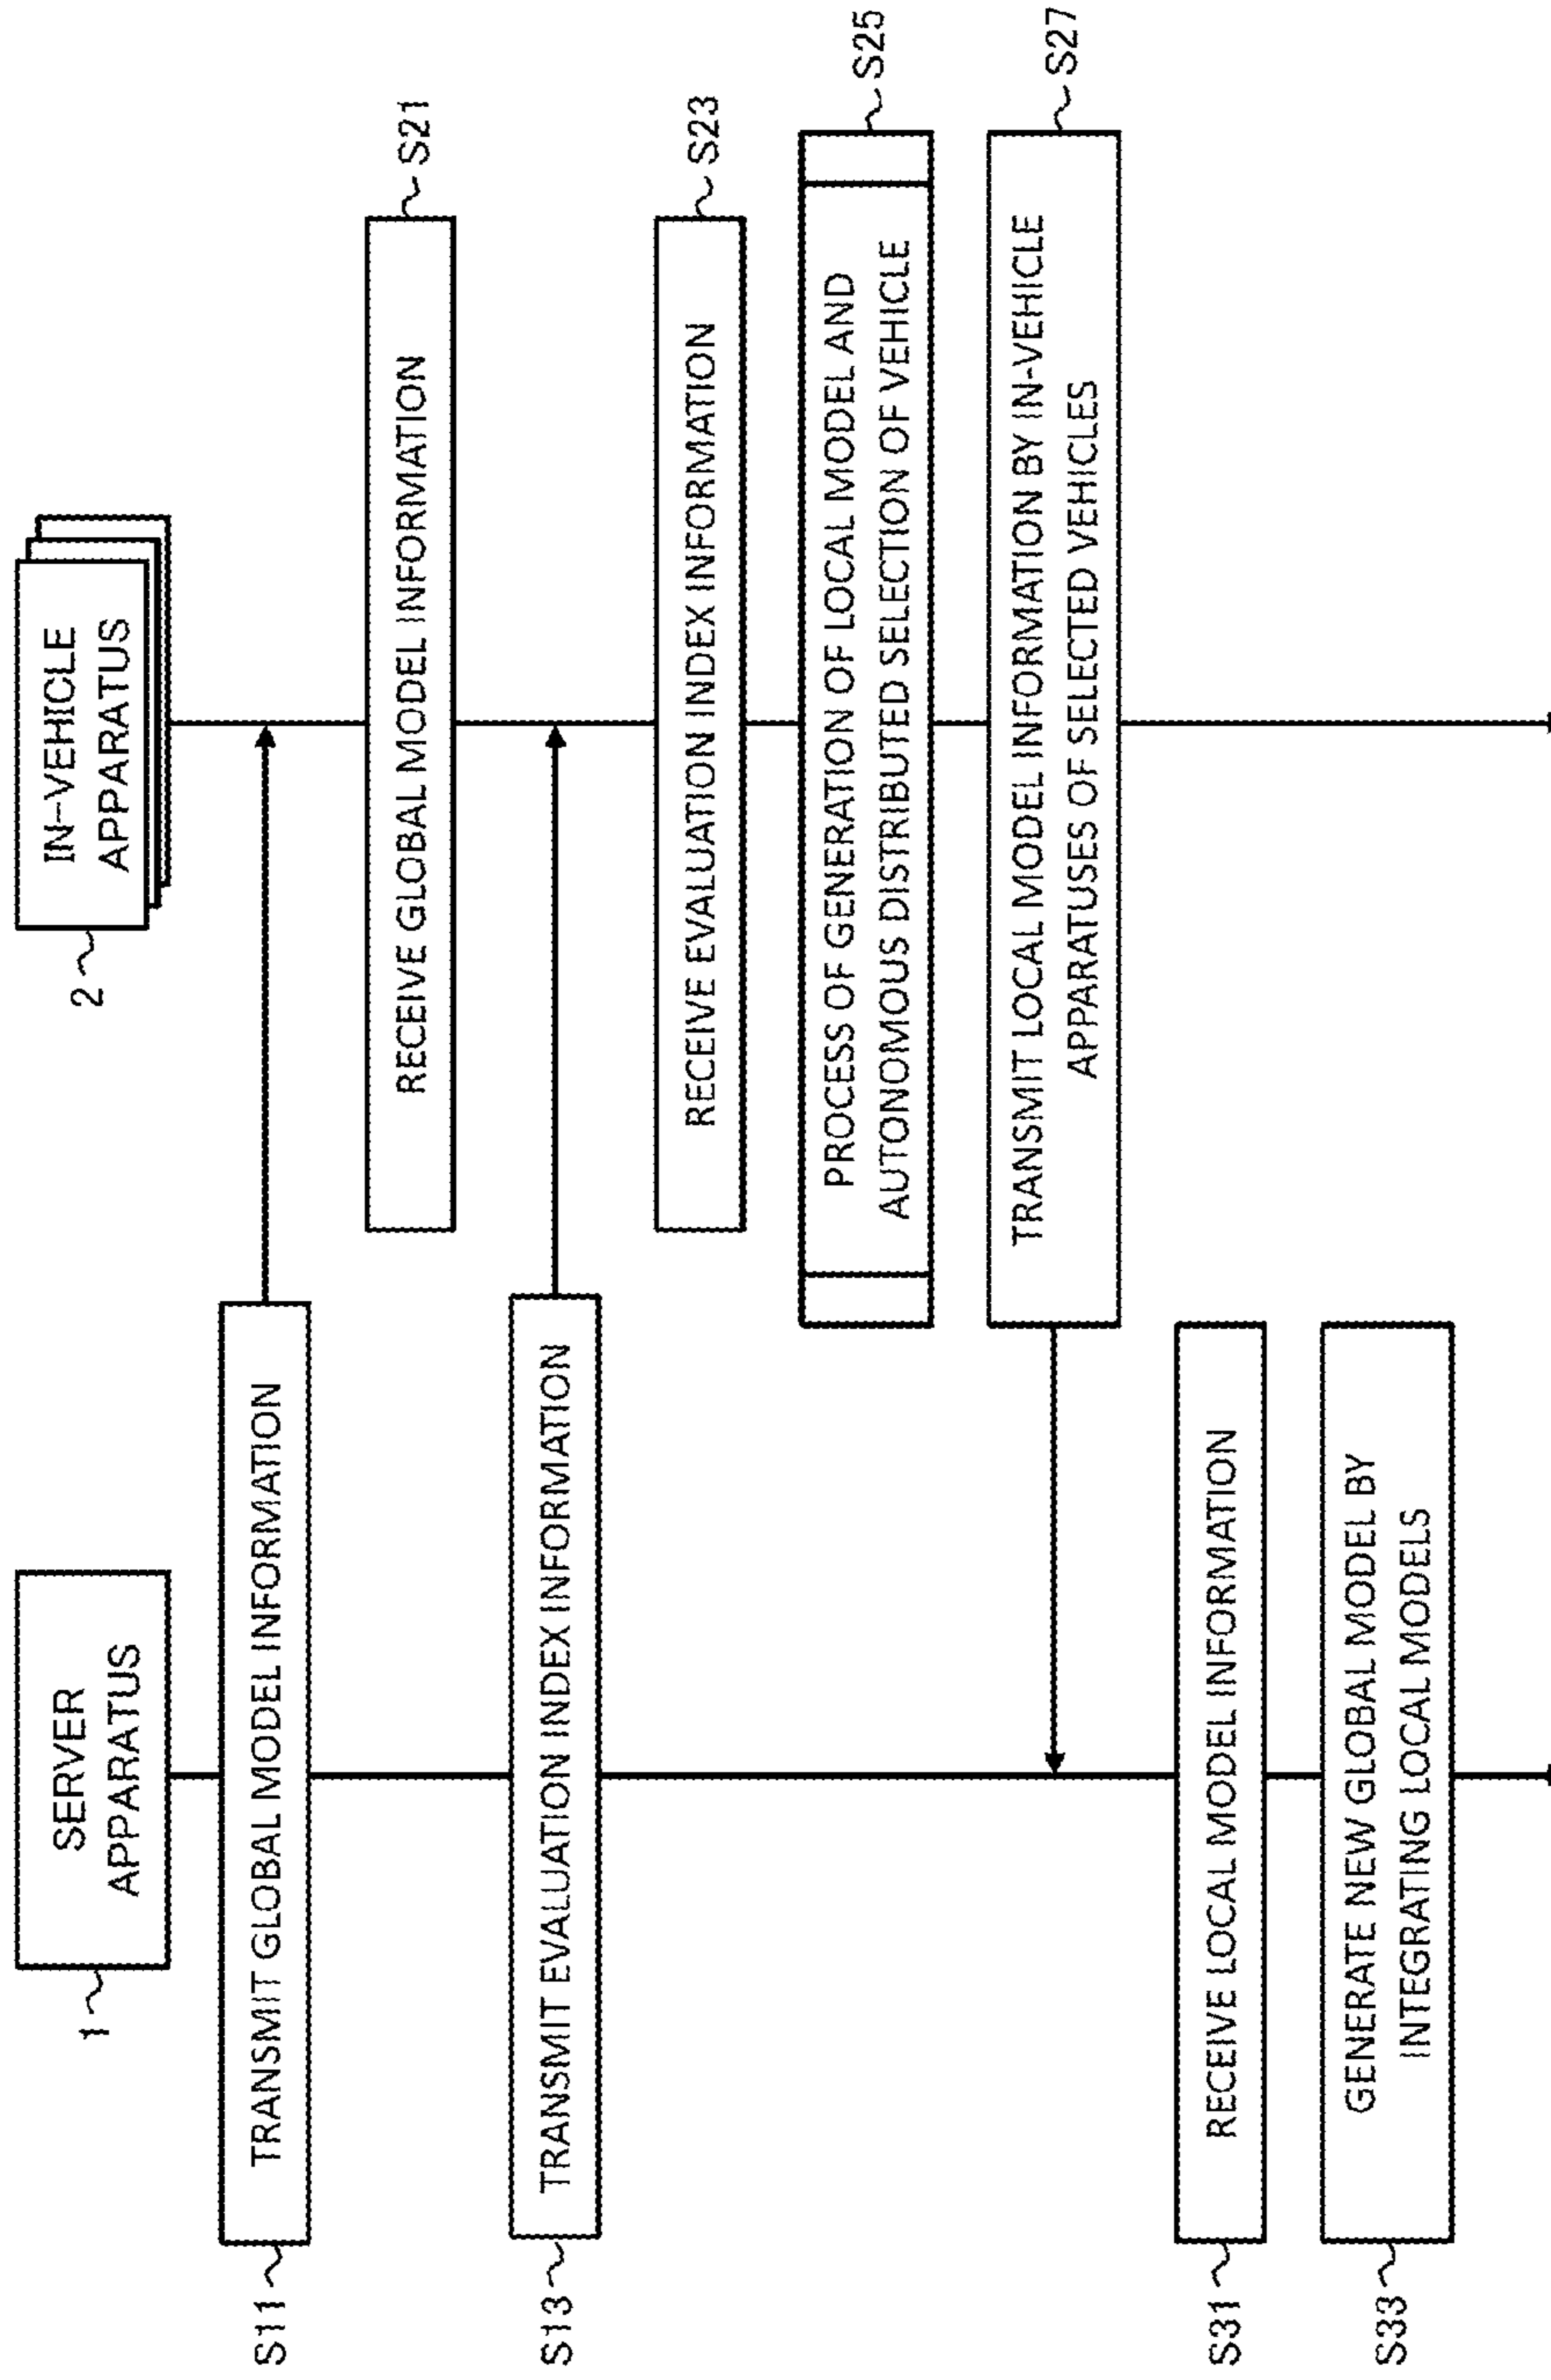 SERVER
APPARATUS
1
IN-VEHICLE
APPARATUS
2
TRANSMIT GLOBAL MODEL INFORMATION
S11
RECEIVE GLOBAL MODEL INFORMATION
S21
TRANSMIT EVALUATION INDEX INFORMATION
S13
RECEIVE EVALUATION INDEX INFORMATION
S23
PROCESS OF GENERATION OF LOCAL MODEL AND
AUTONOMOUS DISTRIBUTED SELECTION OF VEHICLE
S25
TRANSMIT LOCAL MODEL INFORMATION BY IN-VEHICLE
APPARATUSES OF SELECTED VEHICLES
S27
RECEIVE LOCAL MODEL INFORMATION
S31
GENERATE NEW GLOBAL MODEL BY
INTEGRATING LOCAL MODELS
S33